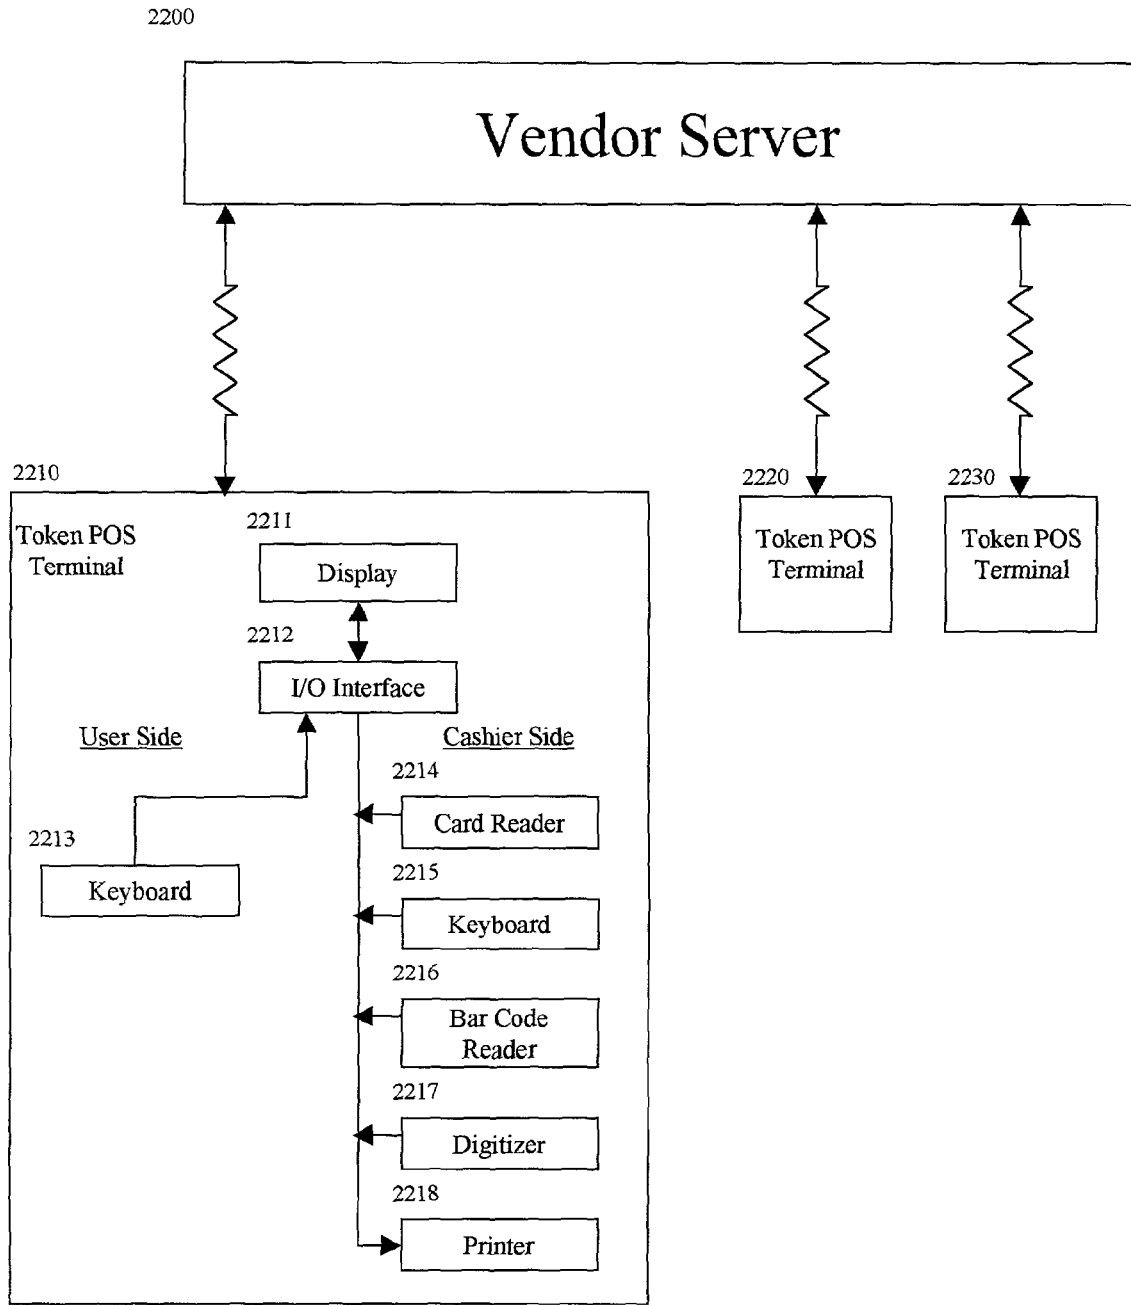 2200
Vendor Server
2210
2220
2230
Token POS
Terminal
Token POS
Terminal
Token POS
Terminal
2211
Display
2212
I/O Interface
User Side
Cashier Side
2214
Card Reader
2213
Keyboard
2215
Keyboard
2216
Bar Code
Reader
2217
Digitizer
2218
Printer